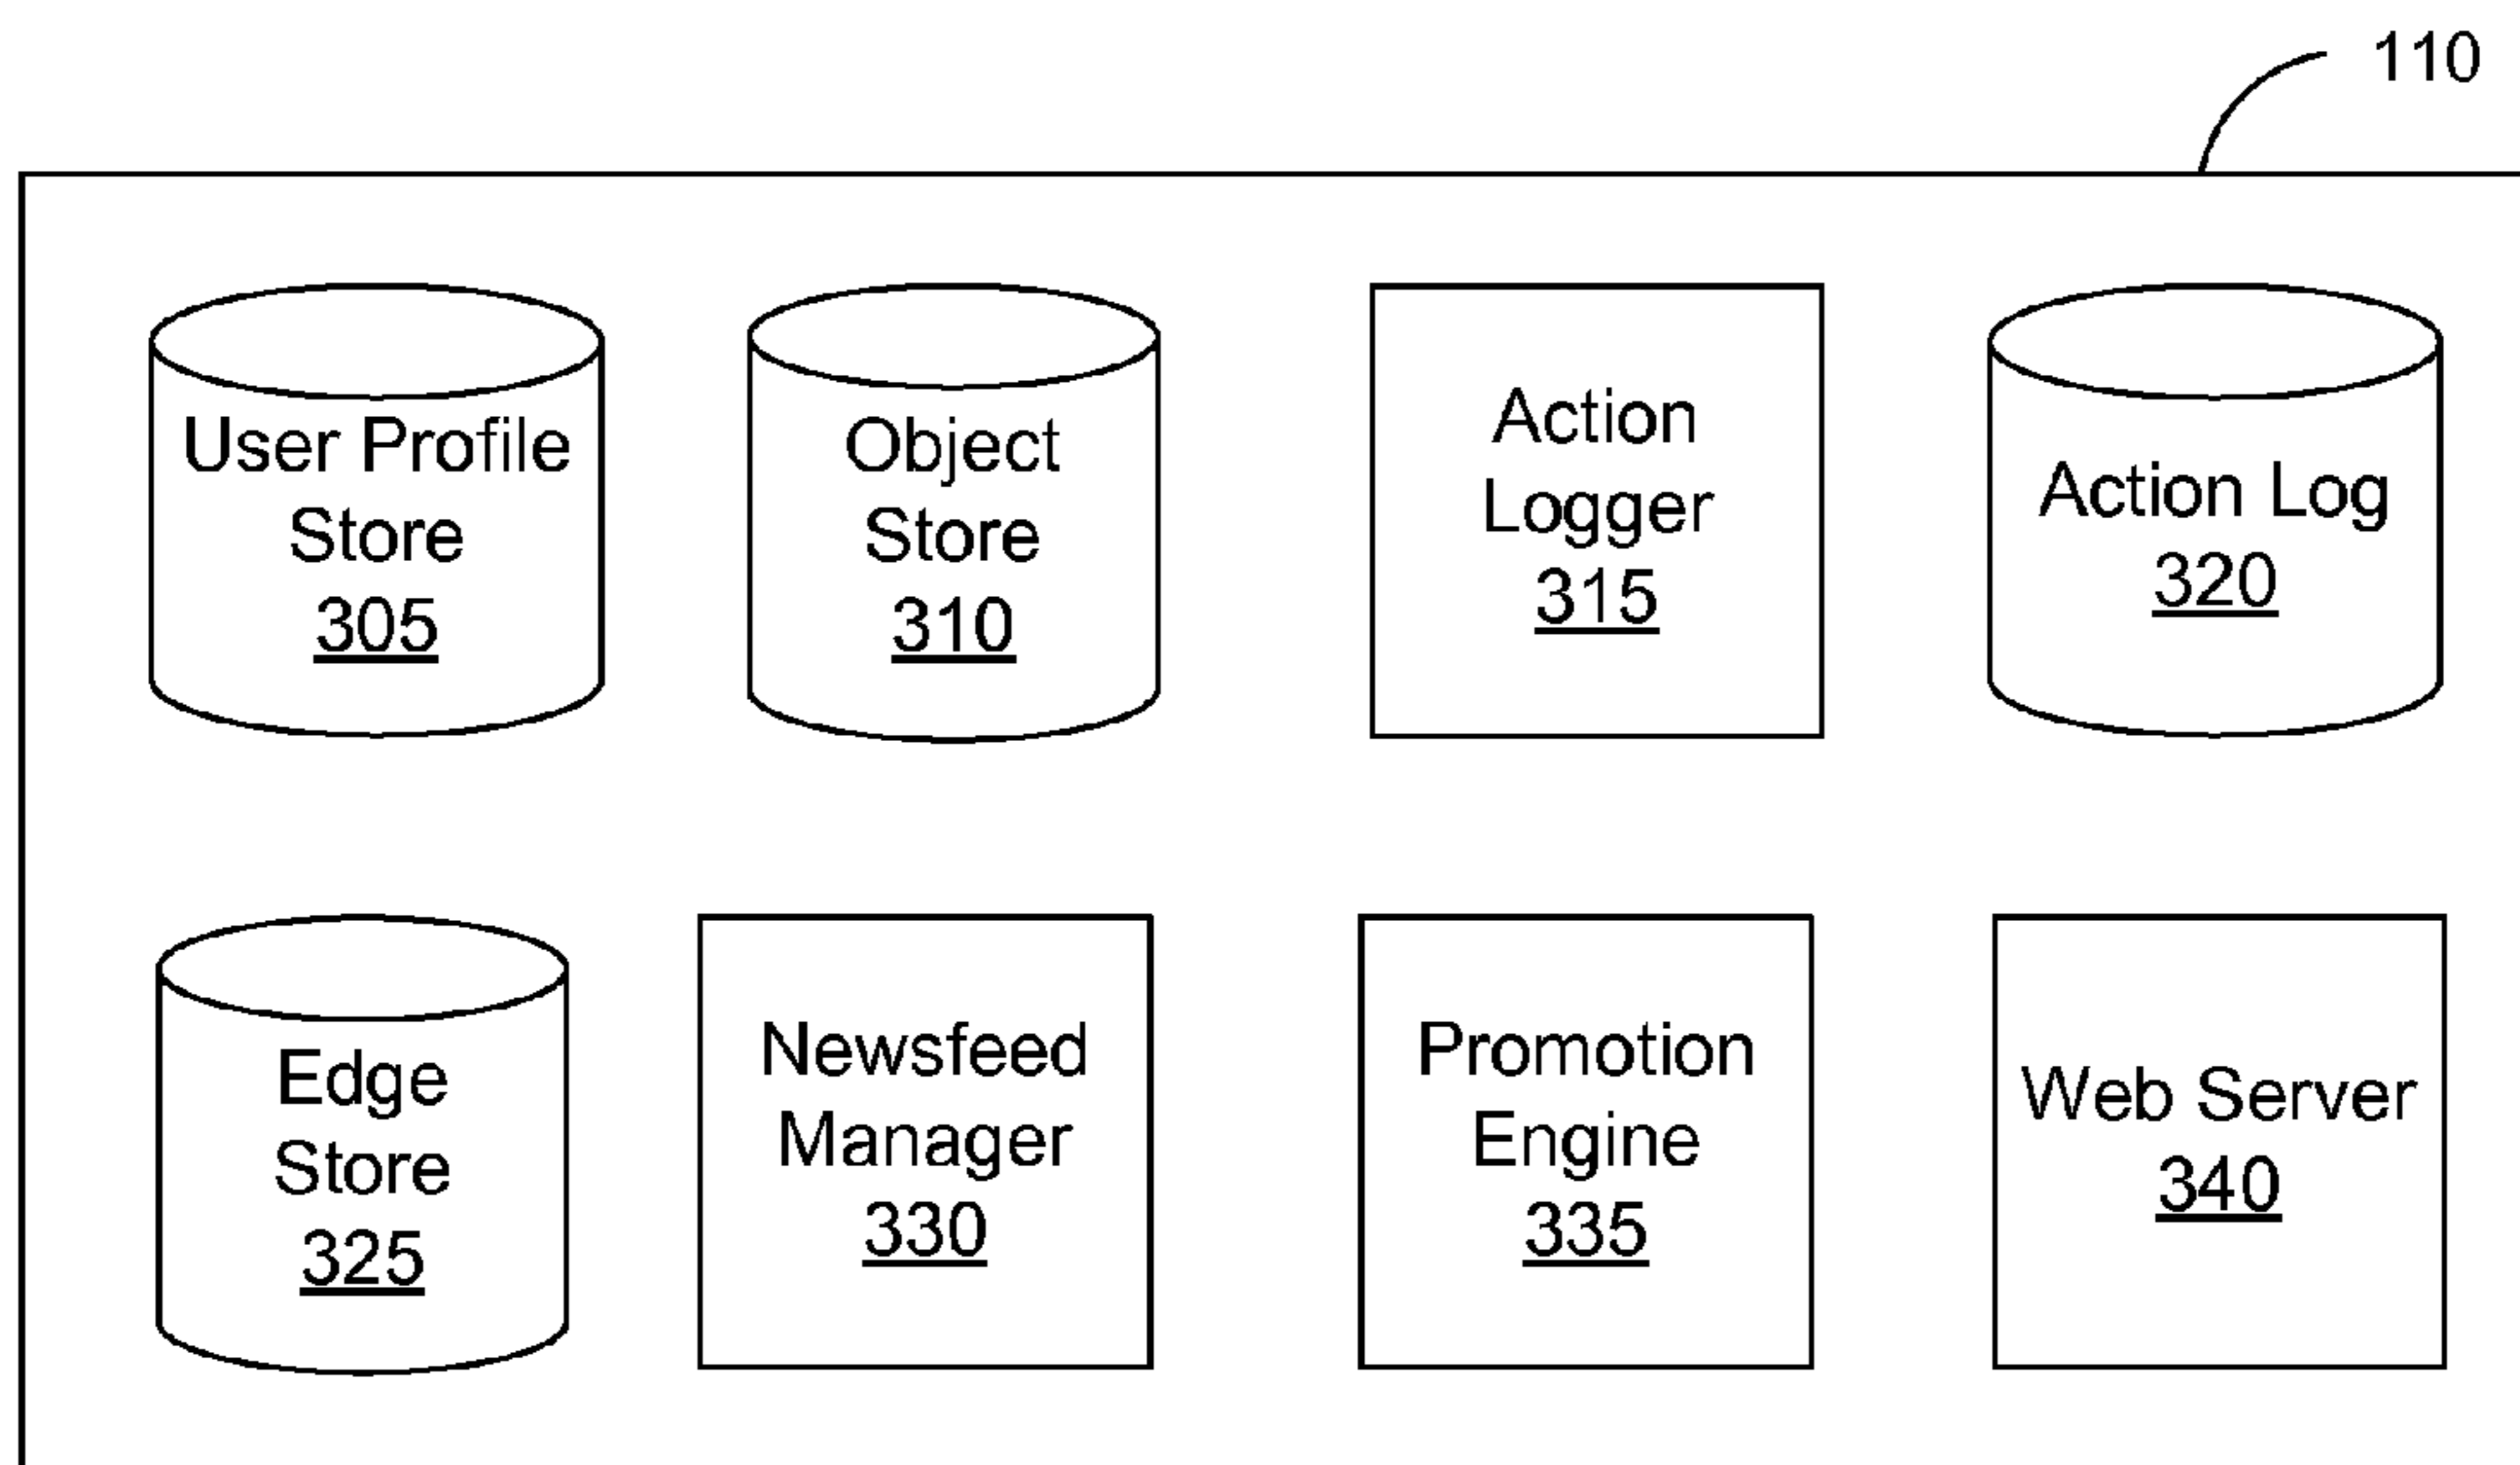 110
User Profile
Store
305
Object
Store
310
Action
Logger
315
Action Log
320
Edge
Store
325
Newsfeed
Manager
330
Promotion
Engine
335
Web Server
340